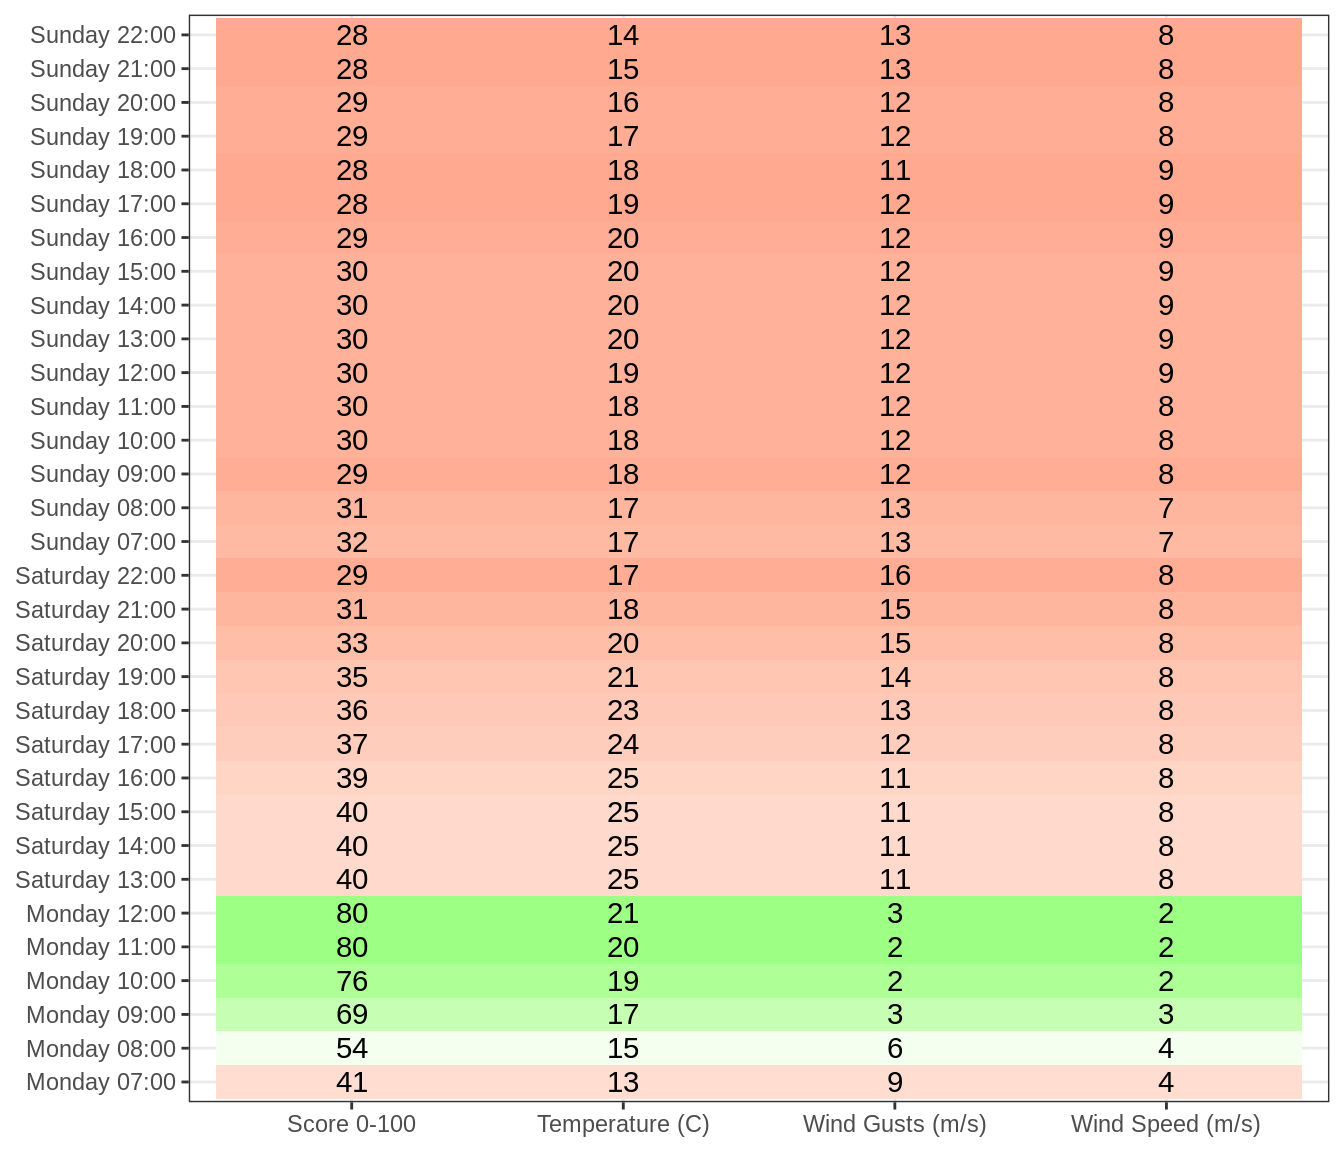 Sunday 22:00 28 14 13 8
Sunday 21:00 28 15 13 8
Sunday 20:00 29 16 12 8
Sunday 19:00 29 17 12 8
Sunday 18:00 28 18 11 9
Sunday 17:00 28 19 12 9
Sunday 16:00 29 20 12 9
Sunday 15:00 30 20 12 9
Sunday 14:00 30 20 12 9
Sunday 13:00 30 20 12 9
Sunday 12:00 30 19 12 9
Sunday 11:00 30 18 12 8
Sunday 10:00 30 18 12 8
Sunday 09:00 29 18 12 8
Sunday 08:00 31 17 13 7
Sunday 07:00 32 17 13 7
Saturday 22:00 29 17 16 8
Saturday 21:00 31 18 15 8
Saturday 20:00 33 20 15 8
Saturday 19:00 35 21 14 8
Saturday 18:00 36 23 13 8
Saturday 17:00 37 24 12 8
Saturday 16:00 39 25 11 8
Saturday 15:00 40 25 11 8
Saturday 14:00 40 25 11 8
Saturday 13:00 40 25 11 8
Monday 12:00 80 21 3 2
Monday 11:00 80 20 2 2
Monday 10:00 76 19 2 2
Monday 09:00 69 17 3 3
Monday 08:00 54 15 6 4
Monday 07:00 41 13 9 4
Score 0-100 Temperature (C) Wind Gusts (m/s) Wind Speed (m/s)